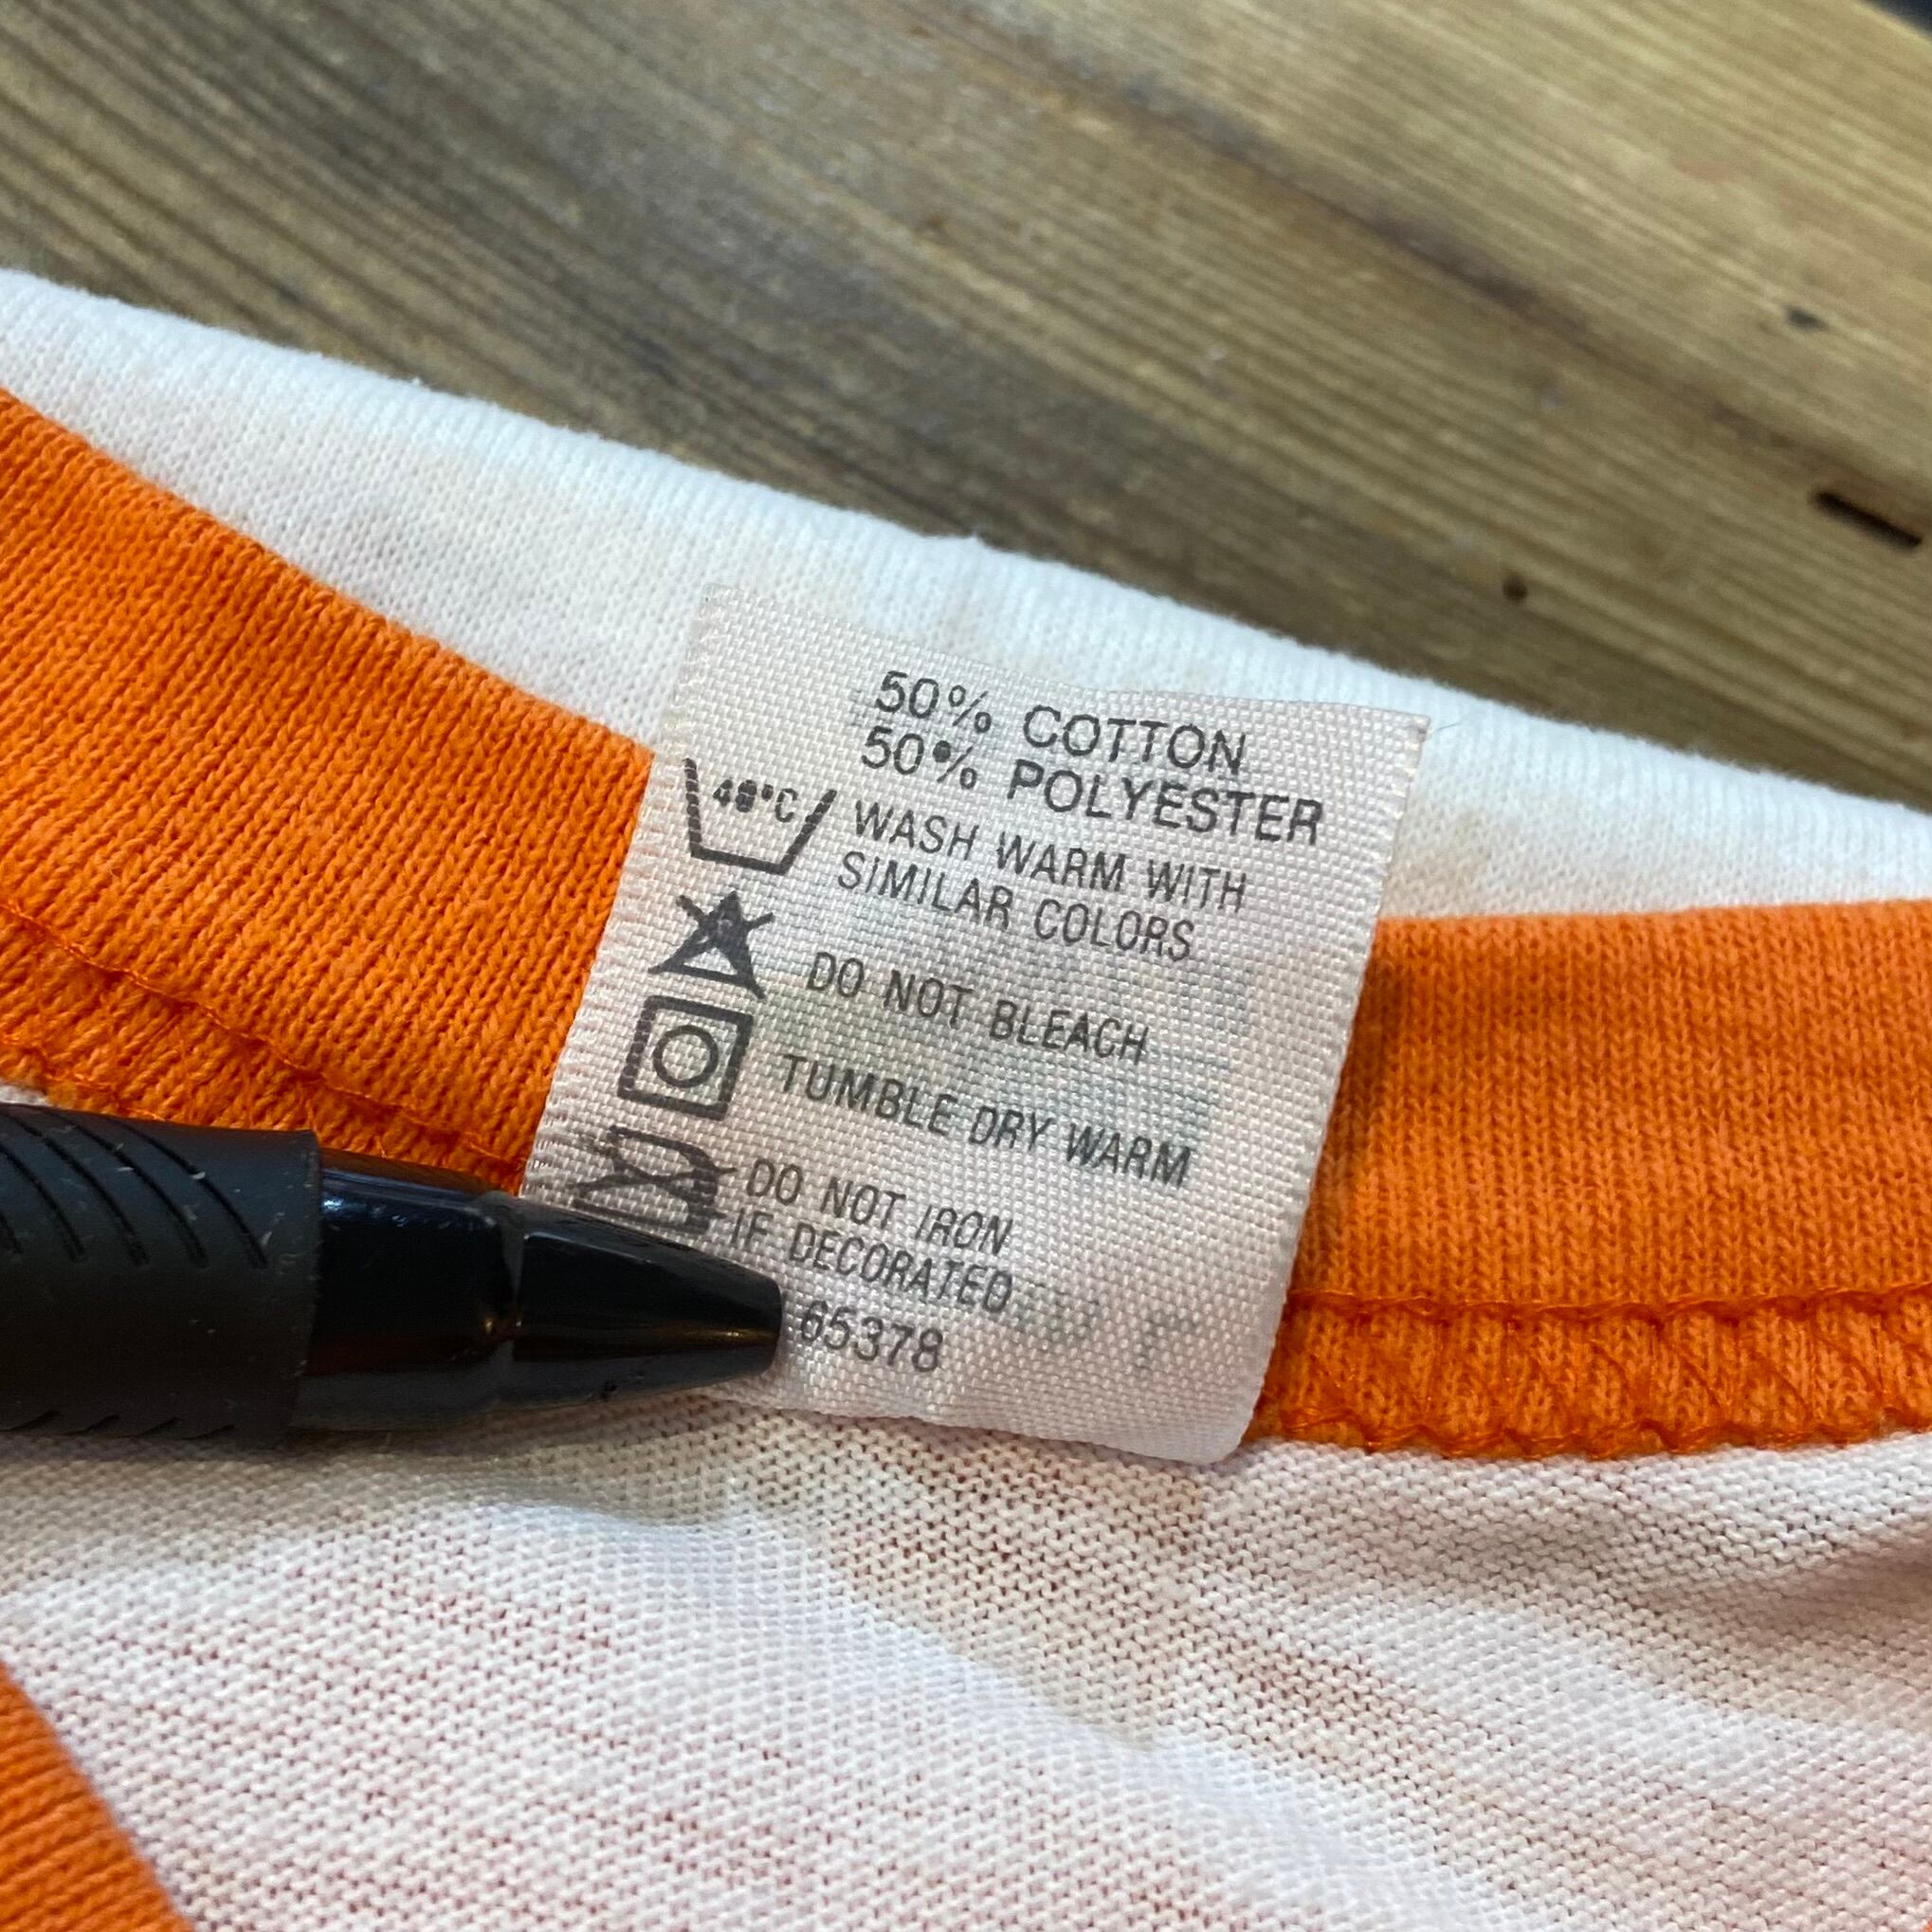 50% COTTON
50% POLYESTER
40°C
WASH WARM WITH
SIMILAR COLORS
DO NOT BLEACH
TUMBLE DRY WARM
DO NOT IRON
IF DECORATED
65378